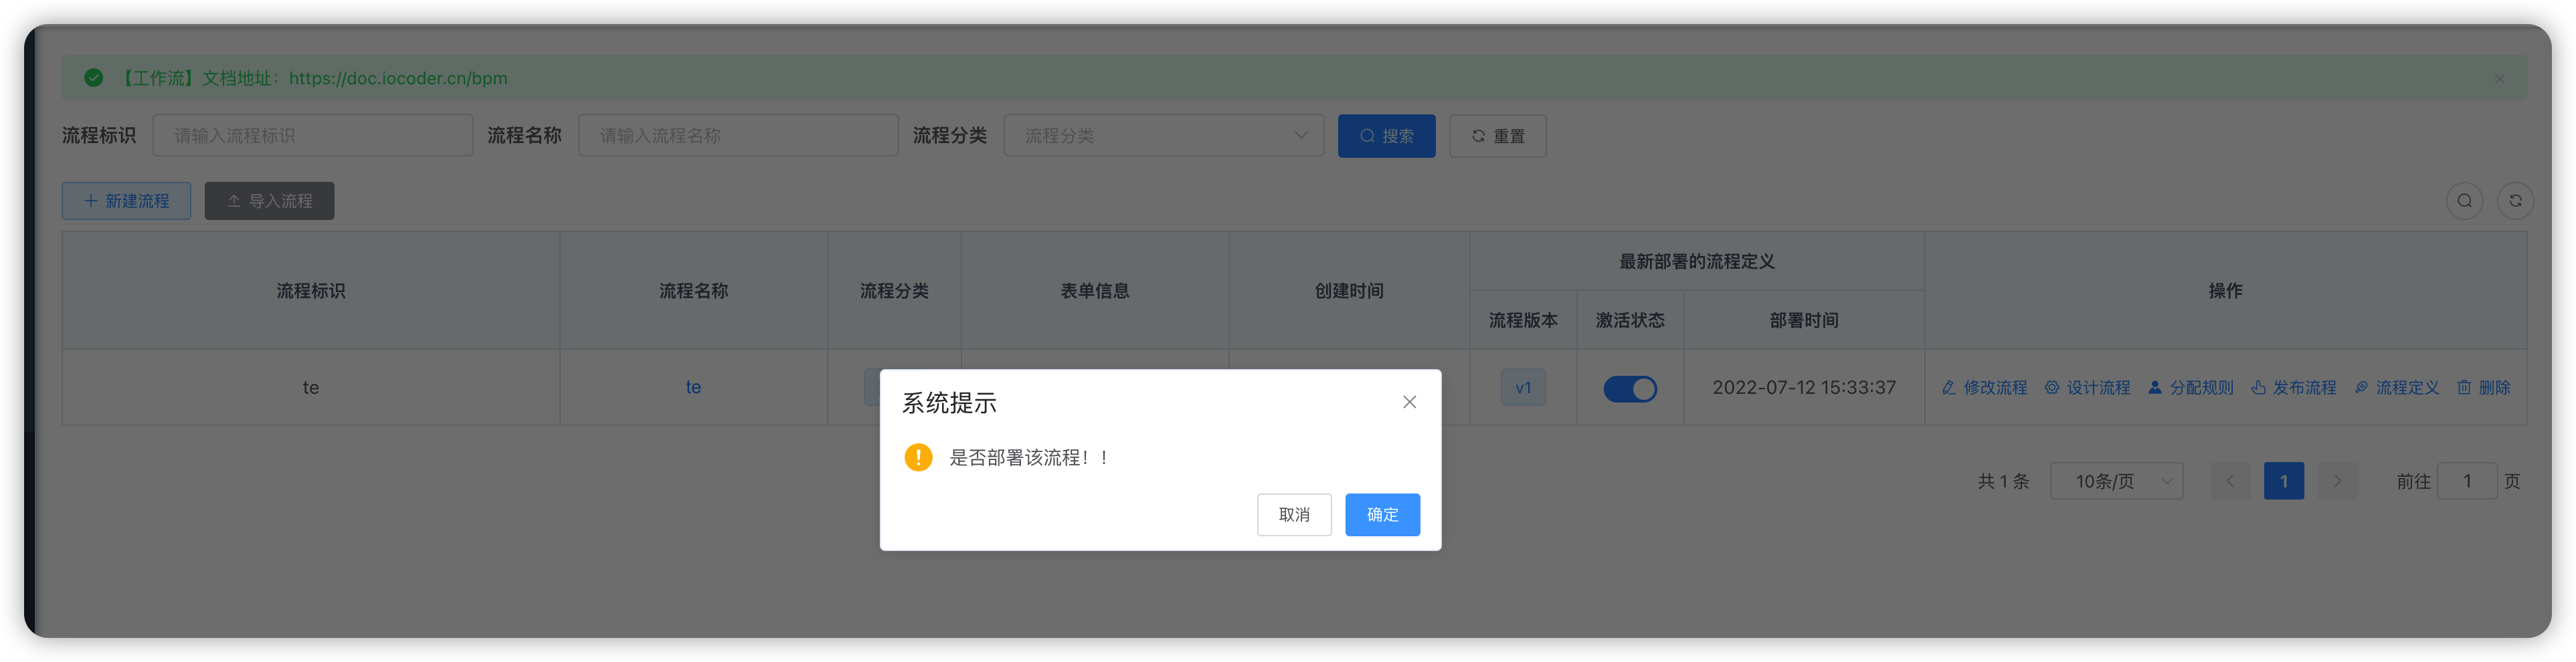 【工作流】文档地址：https://doc.iocoder.cn/bpm
流程标识 请输入流程标识 流程名称 请输入流程名称 流程分类 流程分类 搜索 重置
新建流程 导入流程
最新部署的流程定义
流程标识 流程名称 流程分类 表单信息 创建时间 操作
流程版本 激活状态 部署时间
te te v1 2022-07-12 15:33:37 修改流程 设计流程 分配规则 发布流程 流程定义 删除
系统提示
是否部署该流程！！
取消 确定
共 1 条 10条/页 1 前往 1 页